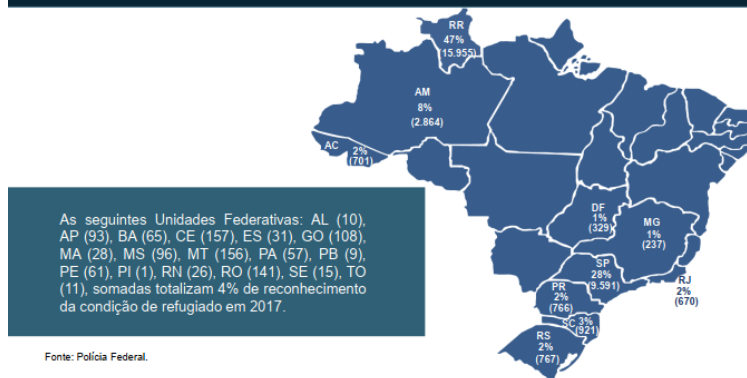 RR
47%
(15.955)
AM
8%
(2.864)
AC
2%
(701)
DF
1%
(329)
MG
1%
(237)
SP
28%
(9.591)
RJ
2%
(670)
PR
2%
(766)
SC
3%
(921)
RS
2%
(767)
As seguintes Unidades Federativas: AL (10),
AP (93), BA (65), CE (157), ES (31), GO (108),
MA (28), MS (96), MT (156), PA (57), PB (9),
PE (61), PI (1), RN (26), RO (141), SE (15), TO
(11), somadas totalizam 4% de reconhecimento
da condição de refugiado em 2017.
Fonte: Polícia Federal.